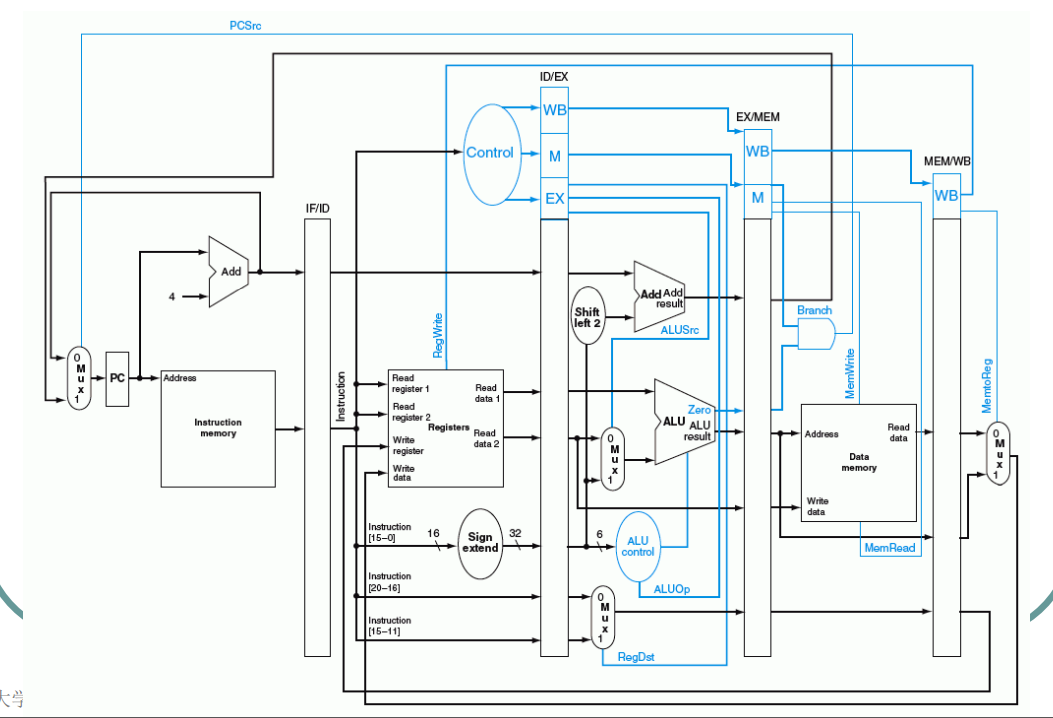 PCSrc
ID/EX
WB
EX/MEM
Control
M
WB
MEM/WB
EX
M
WB
IF/ID
Add
4
Add Add
result
Shift
left 2
Branch
ALUSrc
RegWrite
MemWrite
MemtoReg
0
M
u
x
1
PC
Address
Instruction
memory
Instruction
Read
register 1
Read
register 2
Write
register
Write
data
Registers
Read
data 1
Read
data 2
Zero
ALU
ALU
result
0
M
u
x
1
Address
Read
data
Data
memory
Write
data
0
M
u
x
1
Instruction
[15–0]
16
Sign
extend
32
6
ALU
control
MemRead
Instruction
[20–16]
ALUOp
0
M
u
x
1
Instruction
[15–11]
RegDst
大学